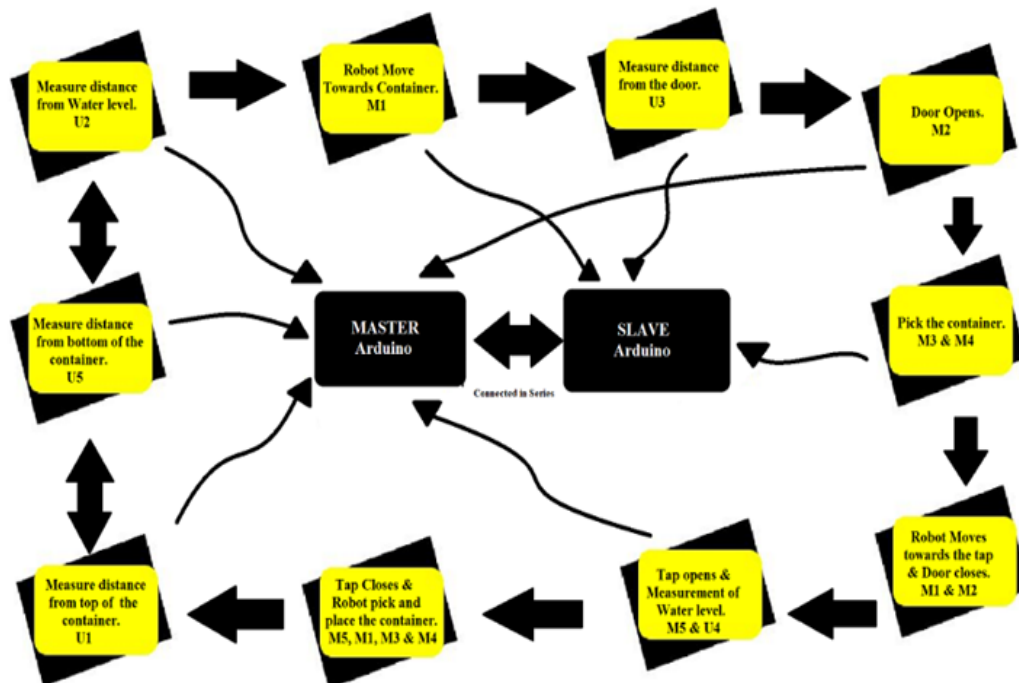 Measure distance
from Water level.
U2
Robot Move
Towards Container.
M1
Measure distance
from the door.
U3
Door Opens.
M2
Measure distance
from bottom of the
container.
U5
MASTER
Arduino
SLAVE
Arduino
Connected in Series
Pick the container.
M3 & M4
Measure distance
from top of the
container.
U1
Tap Closes &
Robot pick and
place the container.
M5, M1, M3 & M4
Tap opens &
Measurement of
Water level.
M5 & U4
Robot Moves
towards the tap
& Door closes.
M1 & M2